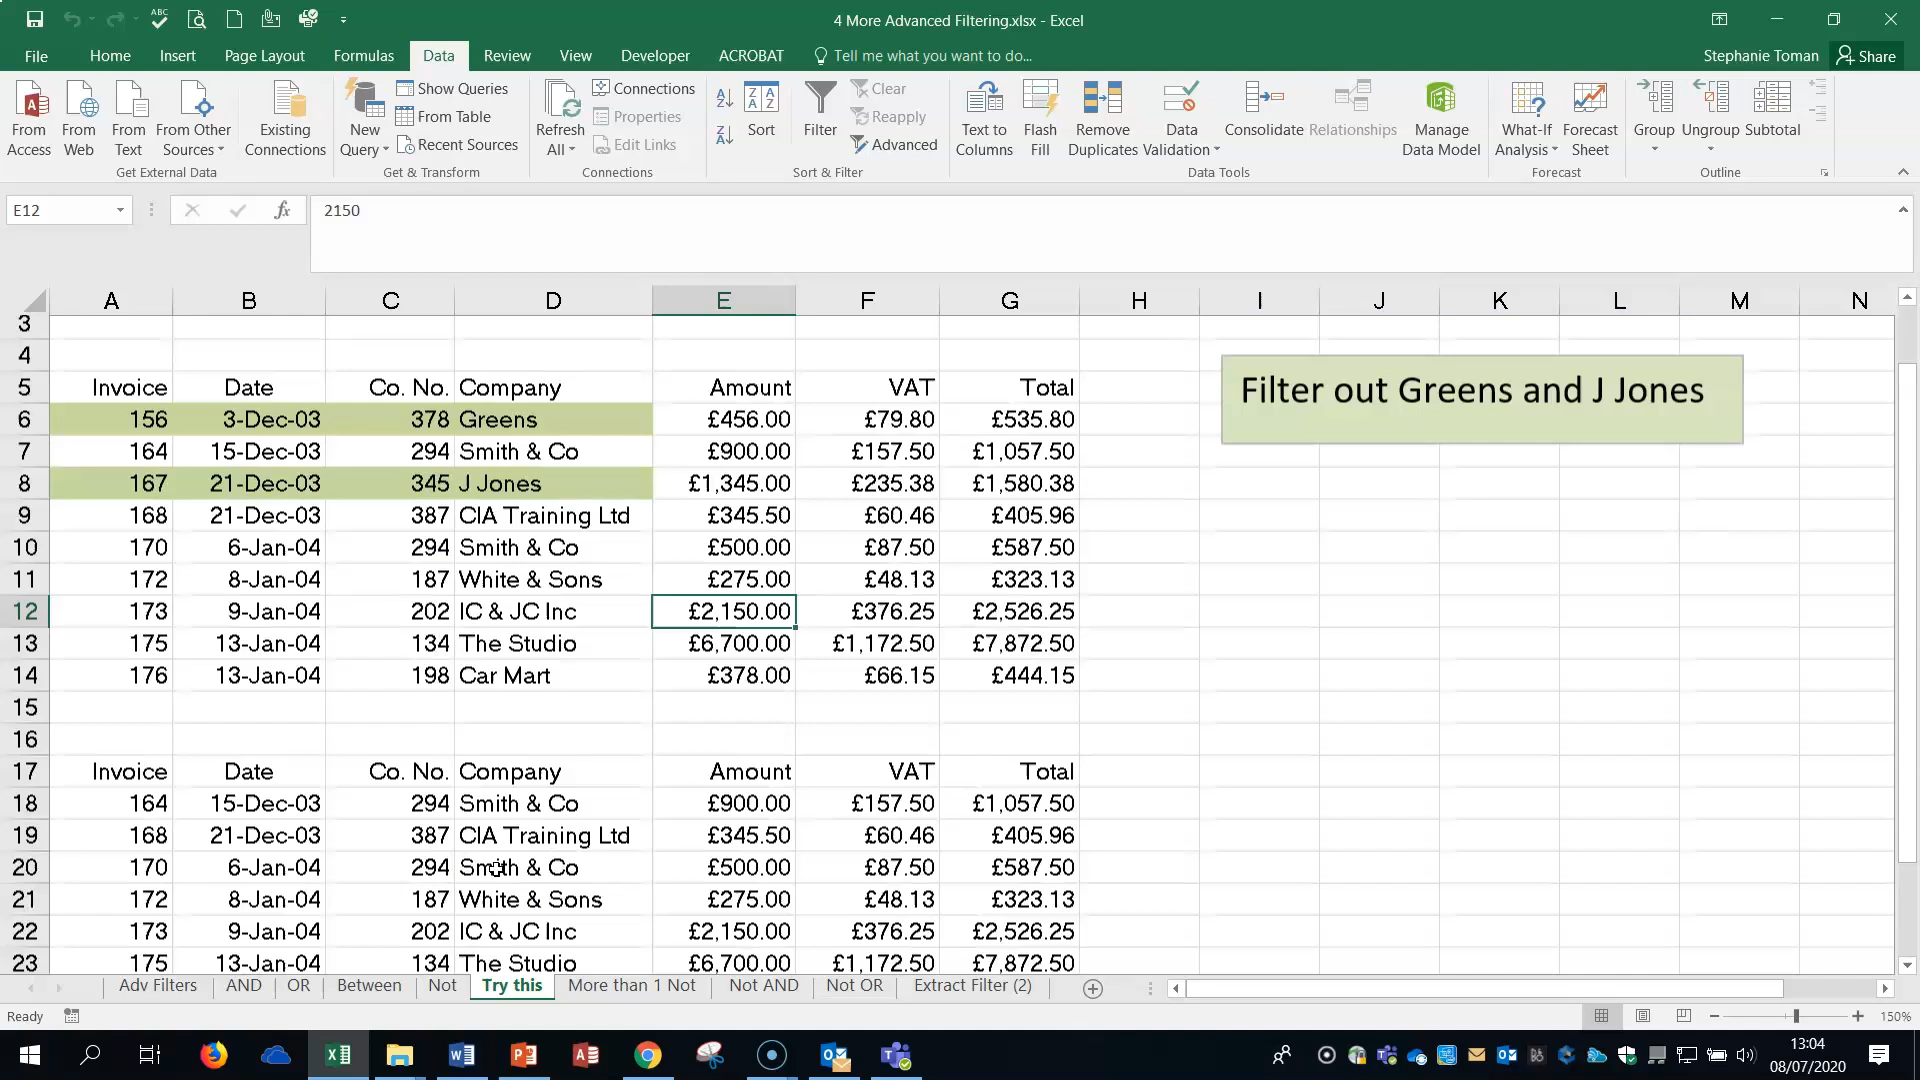 ABC
4 More Advanced Filtering.xlsx - Excel
File Home Insert Page Layout Formulas Data Review View Developer ACROBAT Tell me what you want to do... Stephanie Toman Share
From Access
From Web
From Text
From Other Sources
Existing Connections
New Query
Show Queries
From Table
Recent Sources
Refresh All
Connections
Properties
Edit Links
Sort
Filter
Clear
Reapply
Advanced
Text to Columns
Flash Fill
Remove Duplicates
Data Validation
Consolidate
Relationships
Manage Data Model
What-If Analysis
Forecast Sheet
Group
Ungroup
Subtotal
Get External Data Get & Transform Connections Sort & Filter Data Tools Forecast Outline
E12 fx 2150
A B C D E F G H I J K L M N
3
4
5 Invoice Date Co. No. Company Amount VAT Total
Filter out Greens and J Jones
6 156 3-Dec-03 378 Greens £456.00 £79.80 £535.80
7 164 15-Dec-03 294 Smith & Co £900.00 £157.50 £1,057.50
8 167 21-Dec-03 345 J Jones £1,345.00 £235.38 £1,580.38
9 168 21-Dec-03 387 CIA Training Ltd £345.50 £60.46 £405.96
10 170 6-Jan-04 294 Smith & Co £500.00 £87.50 £587.50
11 172 8-Jan-04 187 White & Sons £275.00 £48.13 £323.13
12 173 9-Jan-04 202 IC & JC Inc £2,150.00 £376.25 £2,526.25
13 175 13-Jan-04 134 The Studio £6,700.00 £1,172.50 £7,872.50
14 176 13-Jan-04 198 Car Mart £378.00 £66.15 £444.15
15
16
17 Invoice Date Co. No. Company Amount VAT Total
18 164 15-Dec-03 294 Smith & Co £900.00 £157.50 £1,057.50
19 168 21-Dec-03 387 CIA Training Ltd £345.50 £60.46 £405.96
20 170 6-Jan-04 294 Smith & Co £500.00 £87.50 £587.50
21 172 8-Jan-04 187 White & Sons £275.00 £48.13 £323.13
22 173 9-Jan-04 202 IC & JC Inc £2,150.00 £376.25 £2,526.25
23 175 13-Jan-04 134 The Studio £6,700.00 £1,172.50 £7,872.50
Adv Filters AND OR Between Not Try this More than 1 Not Not AND Not OR Extract Filter (2)
Ready 150%
13:04
08/07/2020